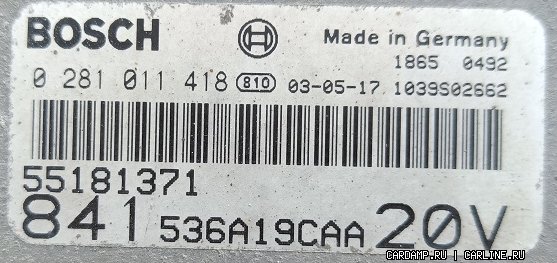 BOSCH Made in Germany
1865 0492
0 281 011 418 810 03-05-17 1039S02662
55181371
841 536A19CAA 20V
CARDAMP.RU | CARLINE.RU